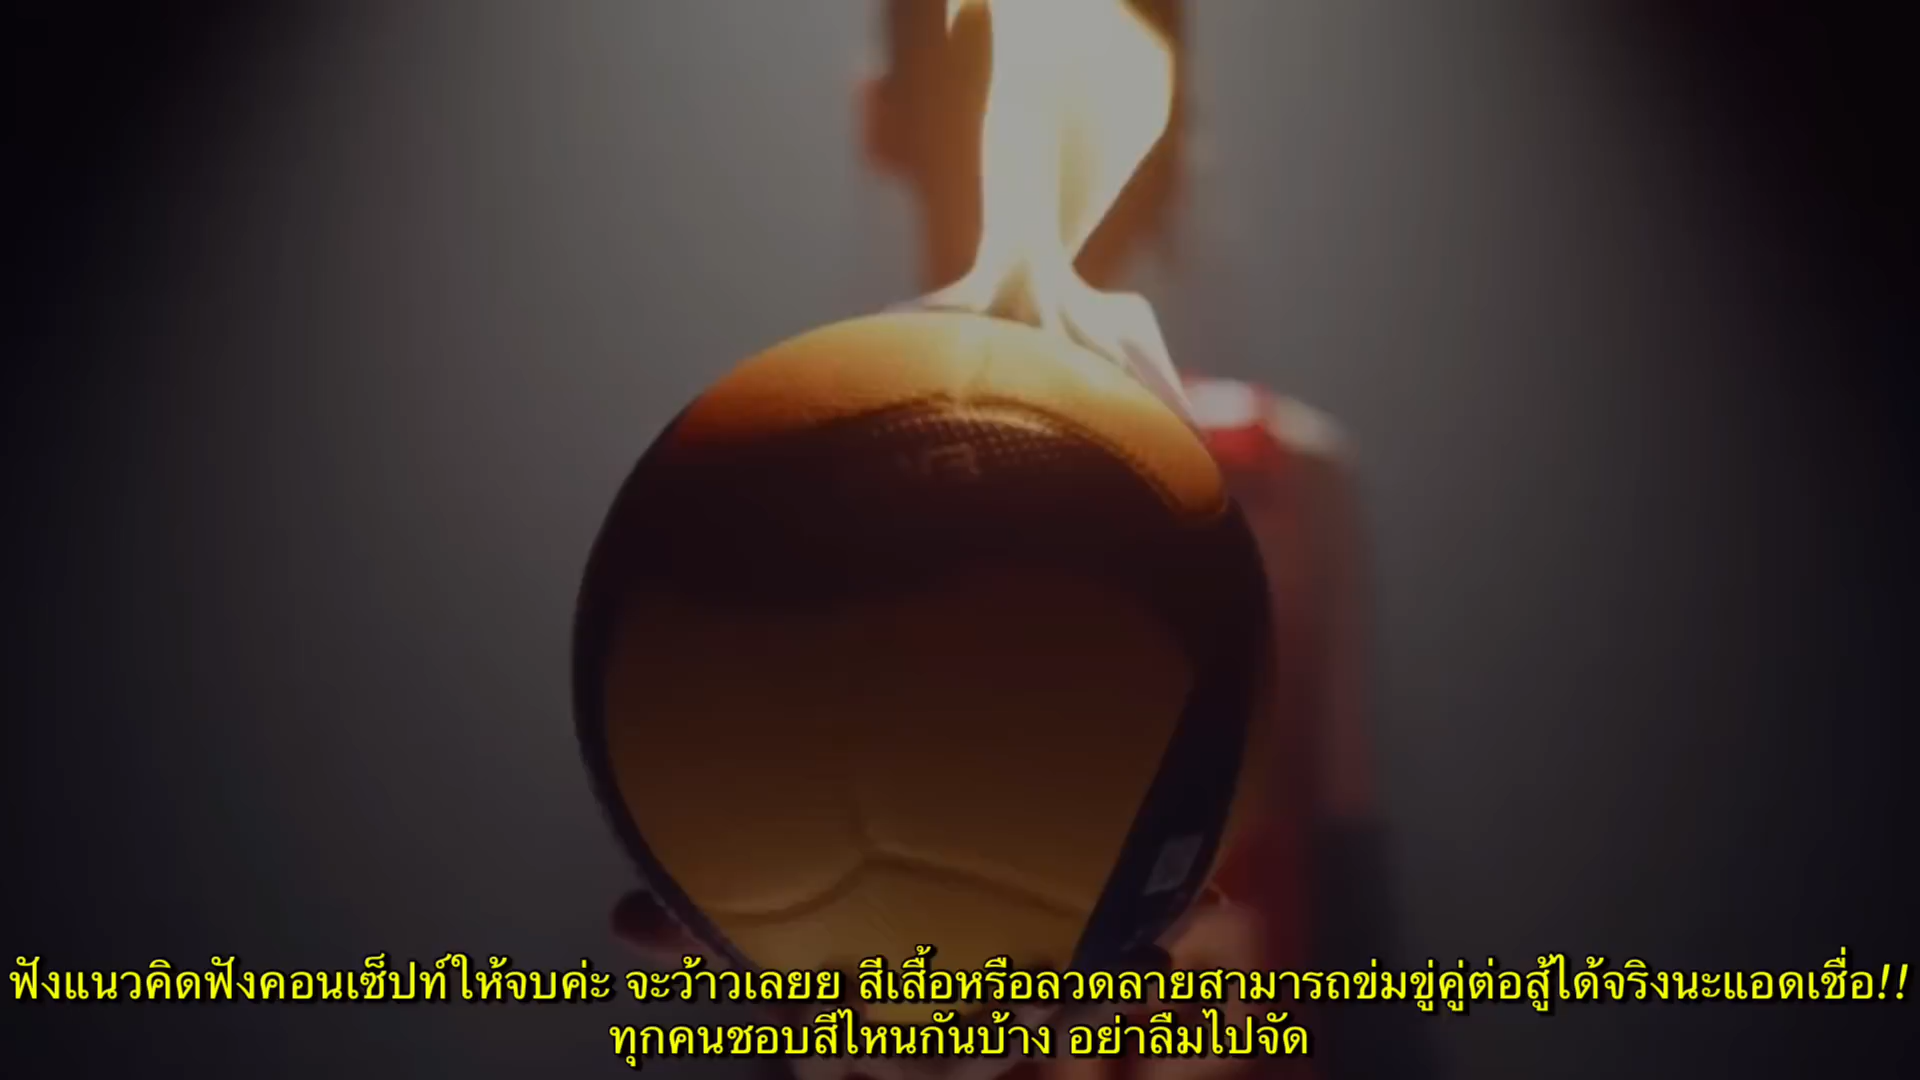 ฟังแนวคิดฟังคอนเซ็ปท์ให้จบค่ะ จะว้าวเลยย สีเสื้อหรือลวดลายสามารถข่มขู่คู่ต่อสู้ได้จริงนะแอดเชื่อ!!
ทุกคนชอบสีไหนกันบ้าง อย่าลืมไปจัด